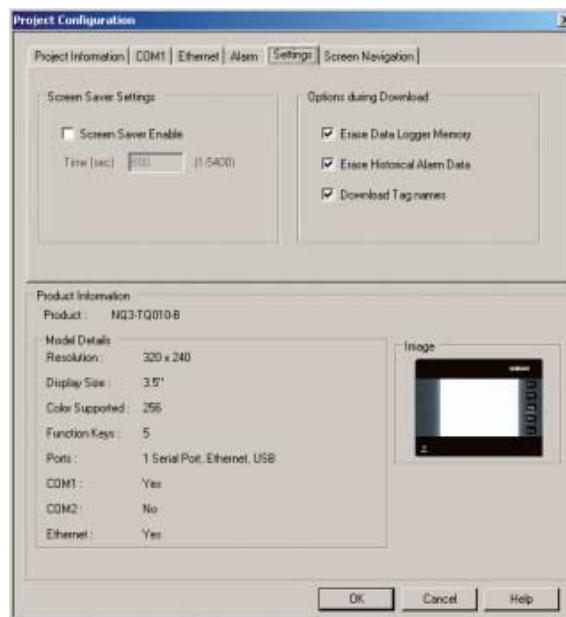 Project Configuration
Project Information COM1 Ethernet Alarm Settings Screen Navigation
Screen Saver Settings
Screen Saver Enable
Time (sec) 600 (1-5400)
Options during Download
Erase Data Logger Memory
Erase Historical Alarm Data
Download Tag names
Product Information
Product : NQ3-TQ010-B
Model Details
Resolution : 320 x 240
Display Size : 3.5"
Color Supported : 256
Function Keys : 5
Ports : 1 Serial Port, Ethernet, USB
COM1 : Yes
COM2 : No
Ethernet : Yes
Image
OK Cancel Help